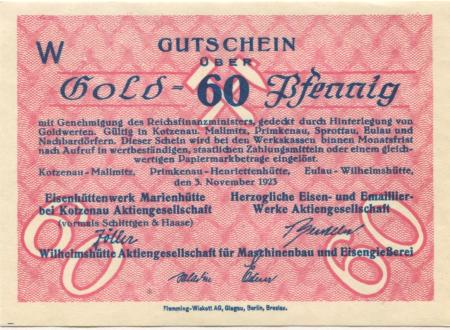 W
GUTSCHEIN
ÜBER
Gold - 60 Pfennig
mit Genehmigung des Reichsfinanzministers, gedeckt durch Hinterlegung von
Goldwerten. Gültig in Kotzenau, Mallmitz, Primkenau, Sprottau, Eulau und
Nachbardörfern. Dieser Schein wird bei den Werkskassen binnen Monatsfrist
nach Aufruf in wertbeständigen, staatlichen Zahlungsmitteln oder einem gleich-
wertigen Papiermarkbetrage eingelöst.
Kotzenau-Mallmitz, Primkenau-Henriettenhütte, Eulau-Wilhelmshütte,
den 3. November 1923
Eisenhüttenwerk Marienhütte Herzogliche Eisen- und Emaillier-
bei Kotzenau Aktiengesellschaft Werke Aktiengesellschaft
(vormals Schlittgen & Haase)
60 60
Wilhelmshütte Aktiengesellschaft für Maschinenbau und Eisengießerei
Flemming-Wiskott AG, Glogau, Berlin, Breslau.